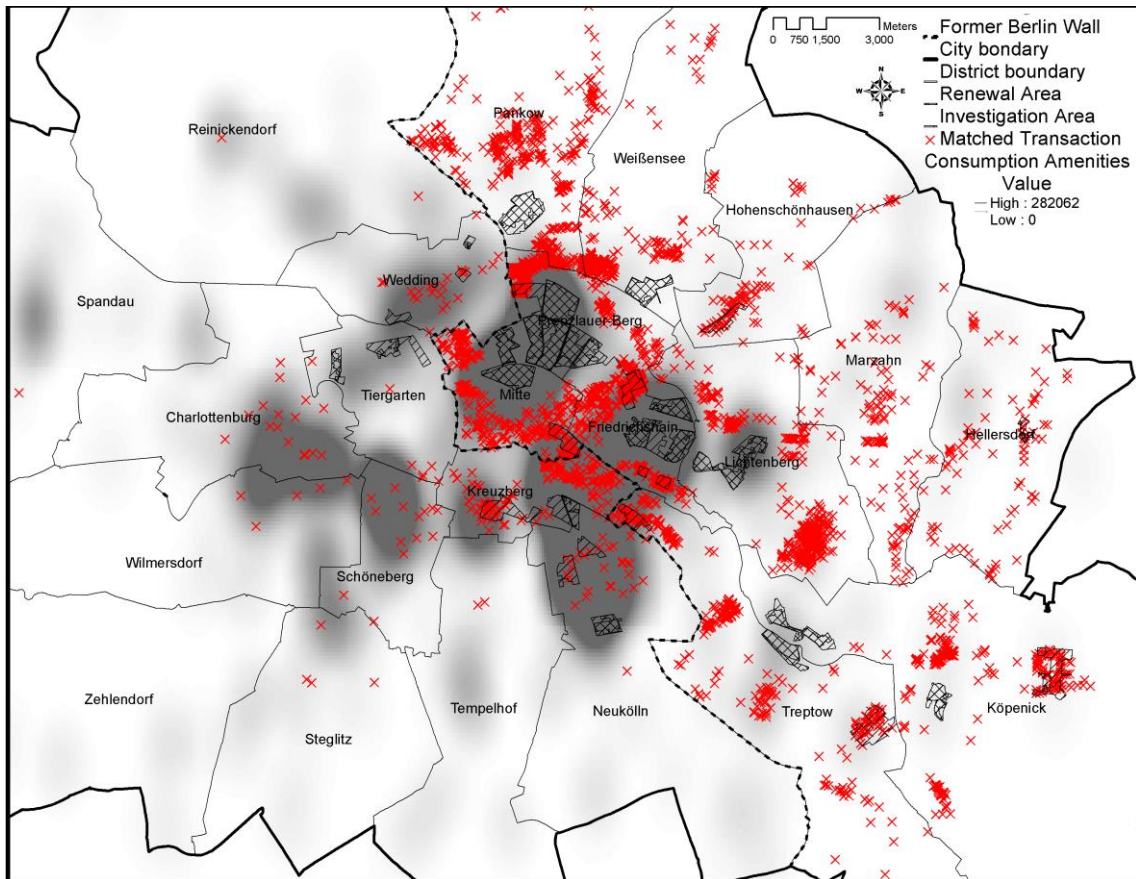 Meters
0 750 1,500 3,000
N
W E
S
Former Berlin Wall
City bondary
District boundary
Renewal Area
Investigation Area
Matched Transaction
Consumption Amenities
Value
High : 282062
Low : 0
Pankow
Reinickendorf
Weißensee
Hohenschönhausen
Wedding
Spandau
Prenzlauer-Berg
Marzahn
Tiergarten
Mitte
Charlottenburg
Friedrichshain
Hellersdorf
Lichtenberg
Kreuzberg
Wilmersdorf
Schöneberg
Zehlendorf
Tempelhof
Neukölln
Treptow
Köpenick
Steglitz